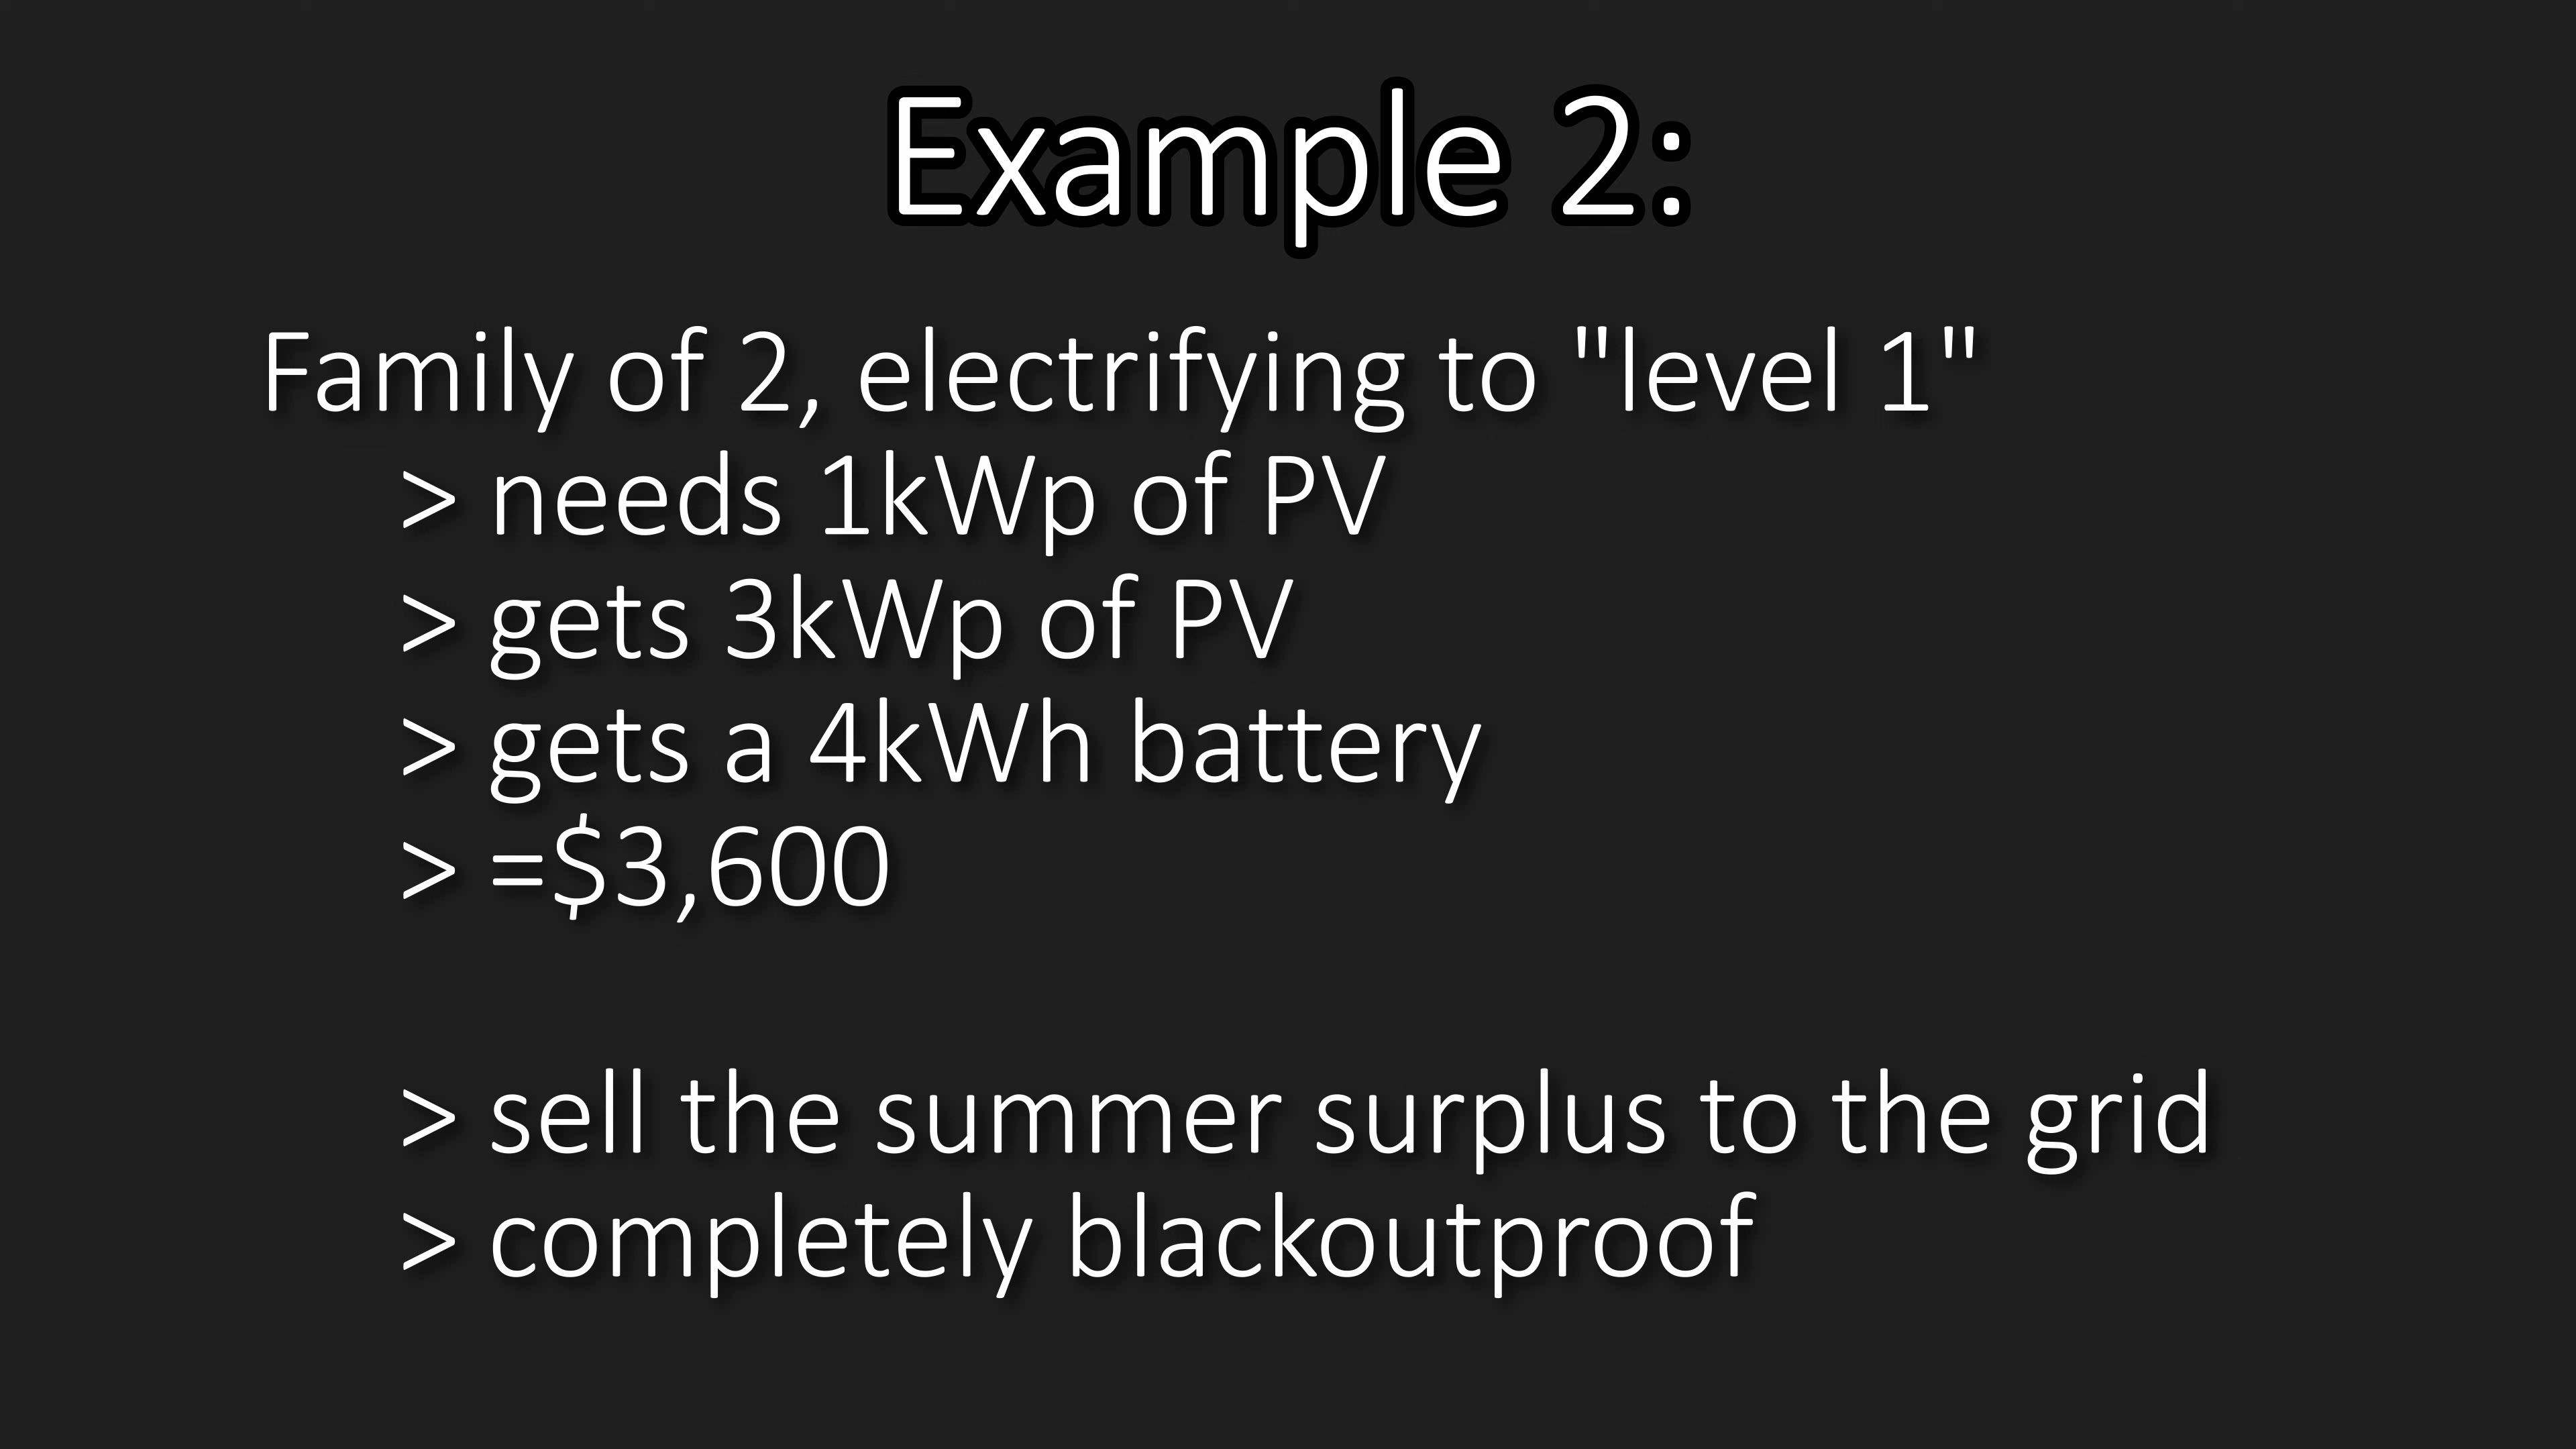 Example 2:
Family of 2, electrifying to "level 1"
> needs 1kWp of PV
> gets 3kWp of PV
> gets a 4kWh battery
> =$3,600
> sell the summer surplus to the grid
> completely blackoutproof